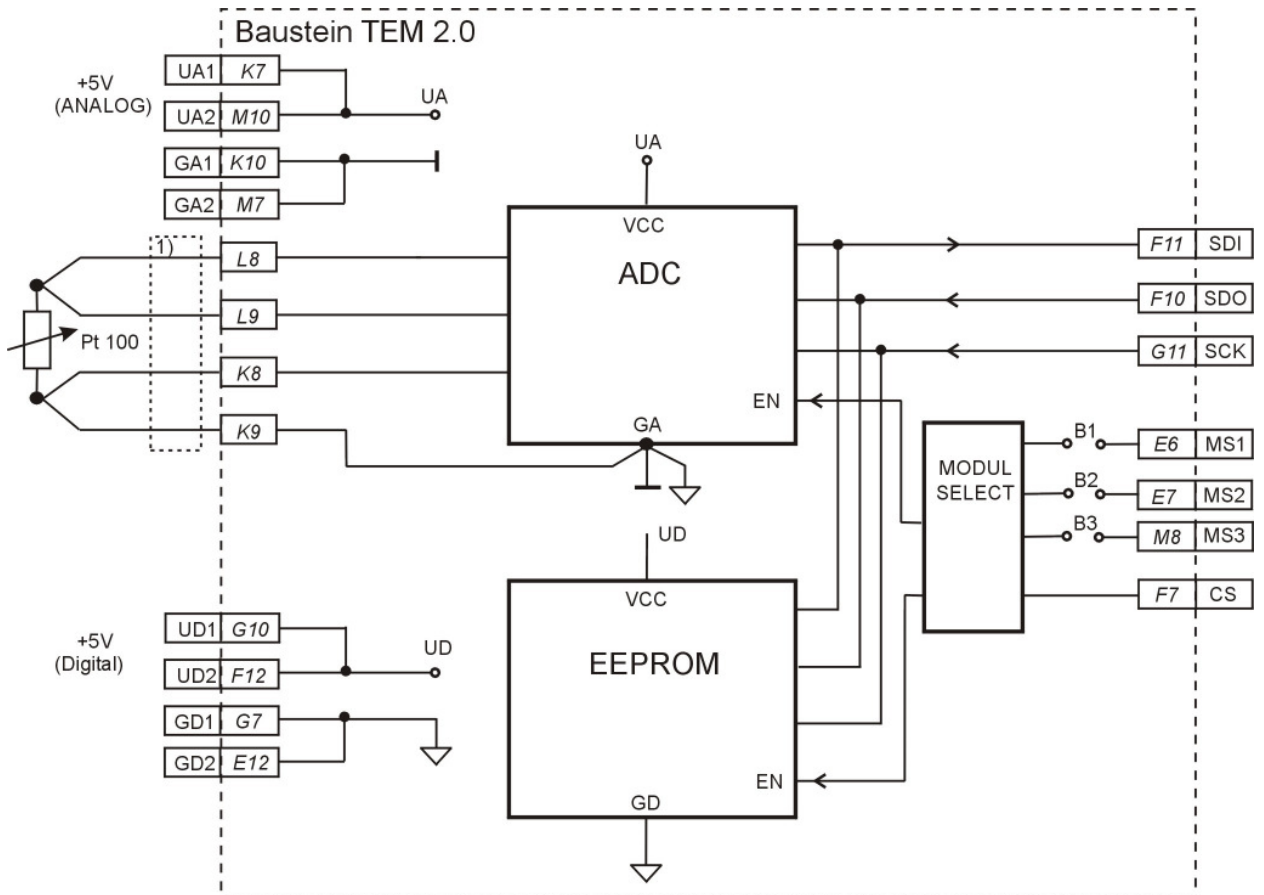 Baustein TEM 2.0
+5V
(ANALOG)
UA1 K7
UA2 M10
UA
GA1 K10
GA2 M7
UA
VCC
ADC
EN
GA
1)
L8
L9
K8
K9
Pt 100
F11 SDI
F10 SDO
G11 SCK
MODUL
SELECT
B1
E6 MS1
B2
E7 MS2
B3
M8 MS3
F7 CS
UD
VCC
EEPROM
EN
GD
+5V
(Digital)
UD1 G10
UD2 F12
UD
GD1 G7
GD2 E12